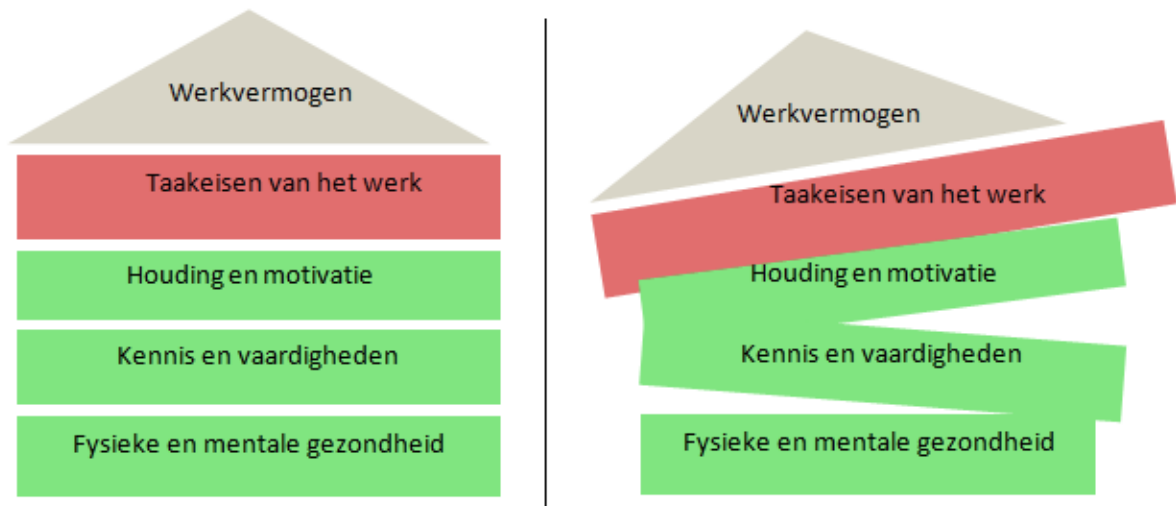 Werkvermogen
Taakeisen van het werk
Houding en motivatie
Kennis en vaardigheden
Fysieke en mentale gezondheid
Werkvermogen
Taakeisen van het werk
Houding en motivatie
Kennis en vaardigheden
Fysieke en mentale gezondheid